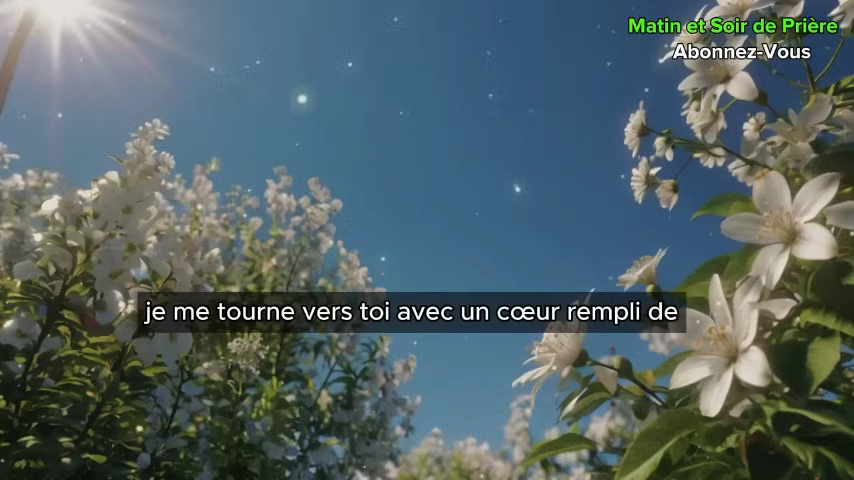 Matin et Soir de Prière
Abonnez-Vous
je me tourne vers toi avec un cœur rempli de